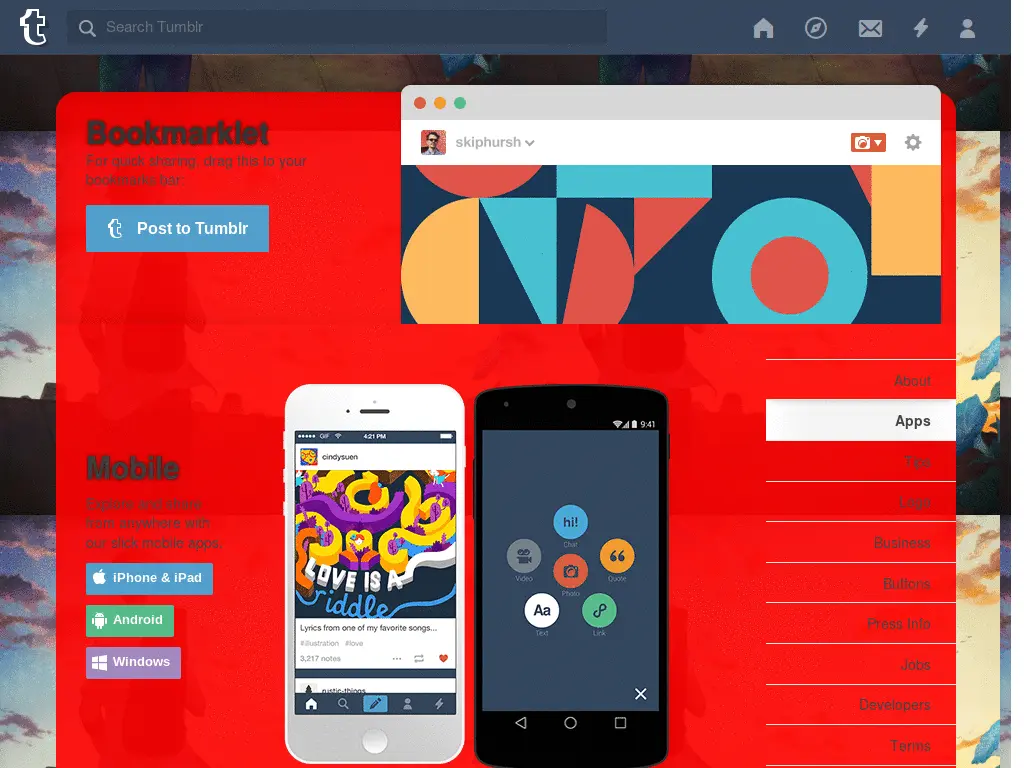 Search Tumblr
Bookmarklet
For quick sharing, drag this to your
bookmarks bar:
Post to Tumblr
skiphursh
About
Apps
Tips
Logo
Business
Buttons
Press Info
Jobs
Developers
Terms
Mobile
Explore and share
from anywhere with
our slick mobile apps.
iPhone & iPad
Android
Windows
GIF
4:21 PM
cindysuen
LOVE IS A
riddle
Lyrics from one of my favorite songs...
#illustration #love
3,217 notes
rustic-things
9:41
hi!
Chat
Video
Quote
Photo
Aa
Text
Link